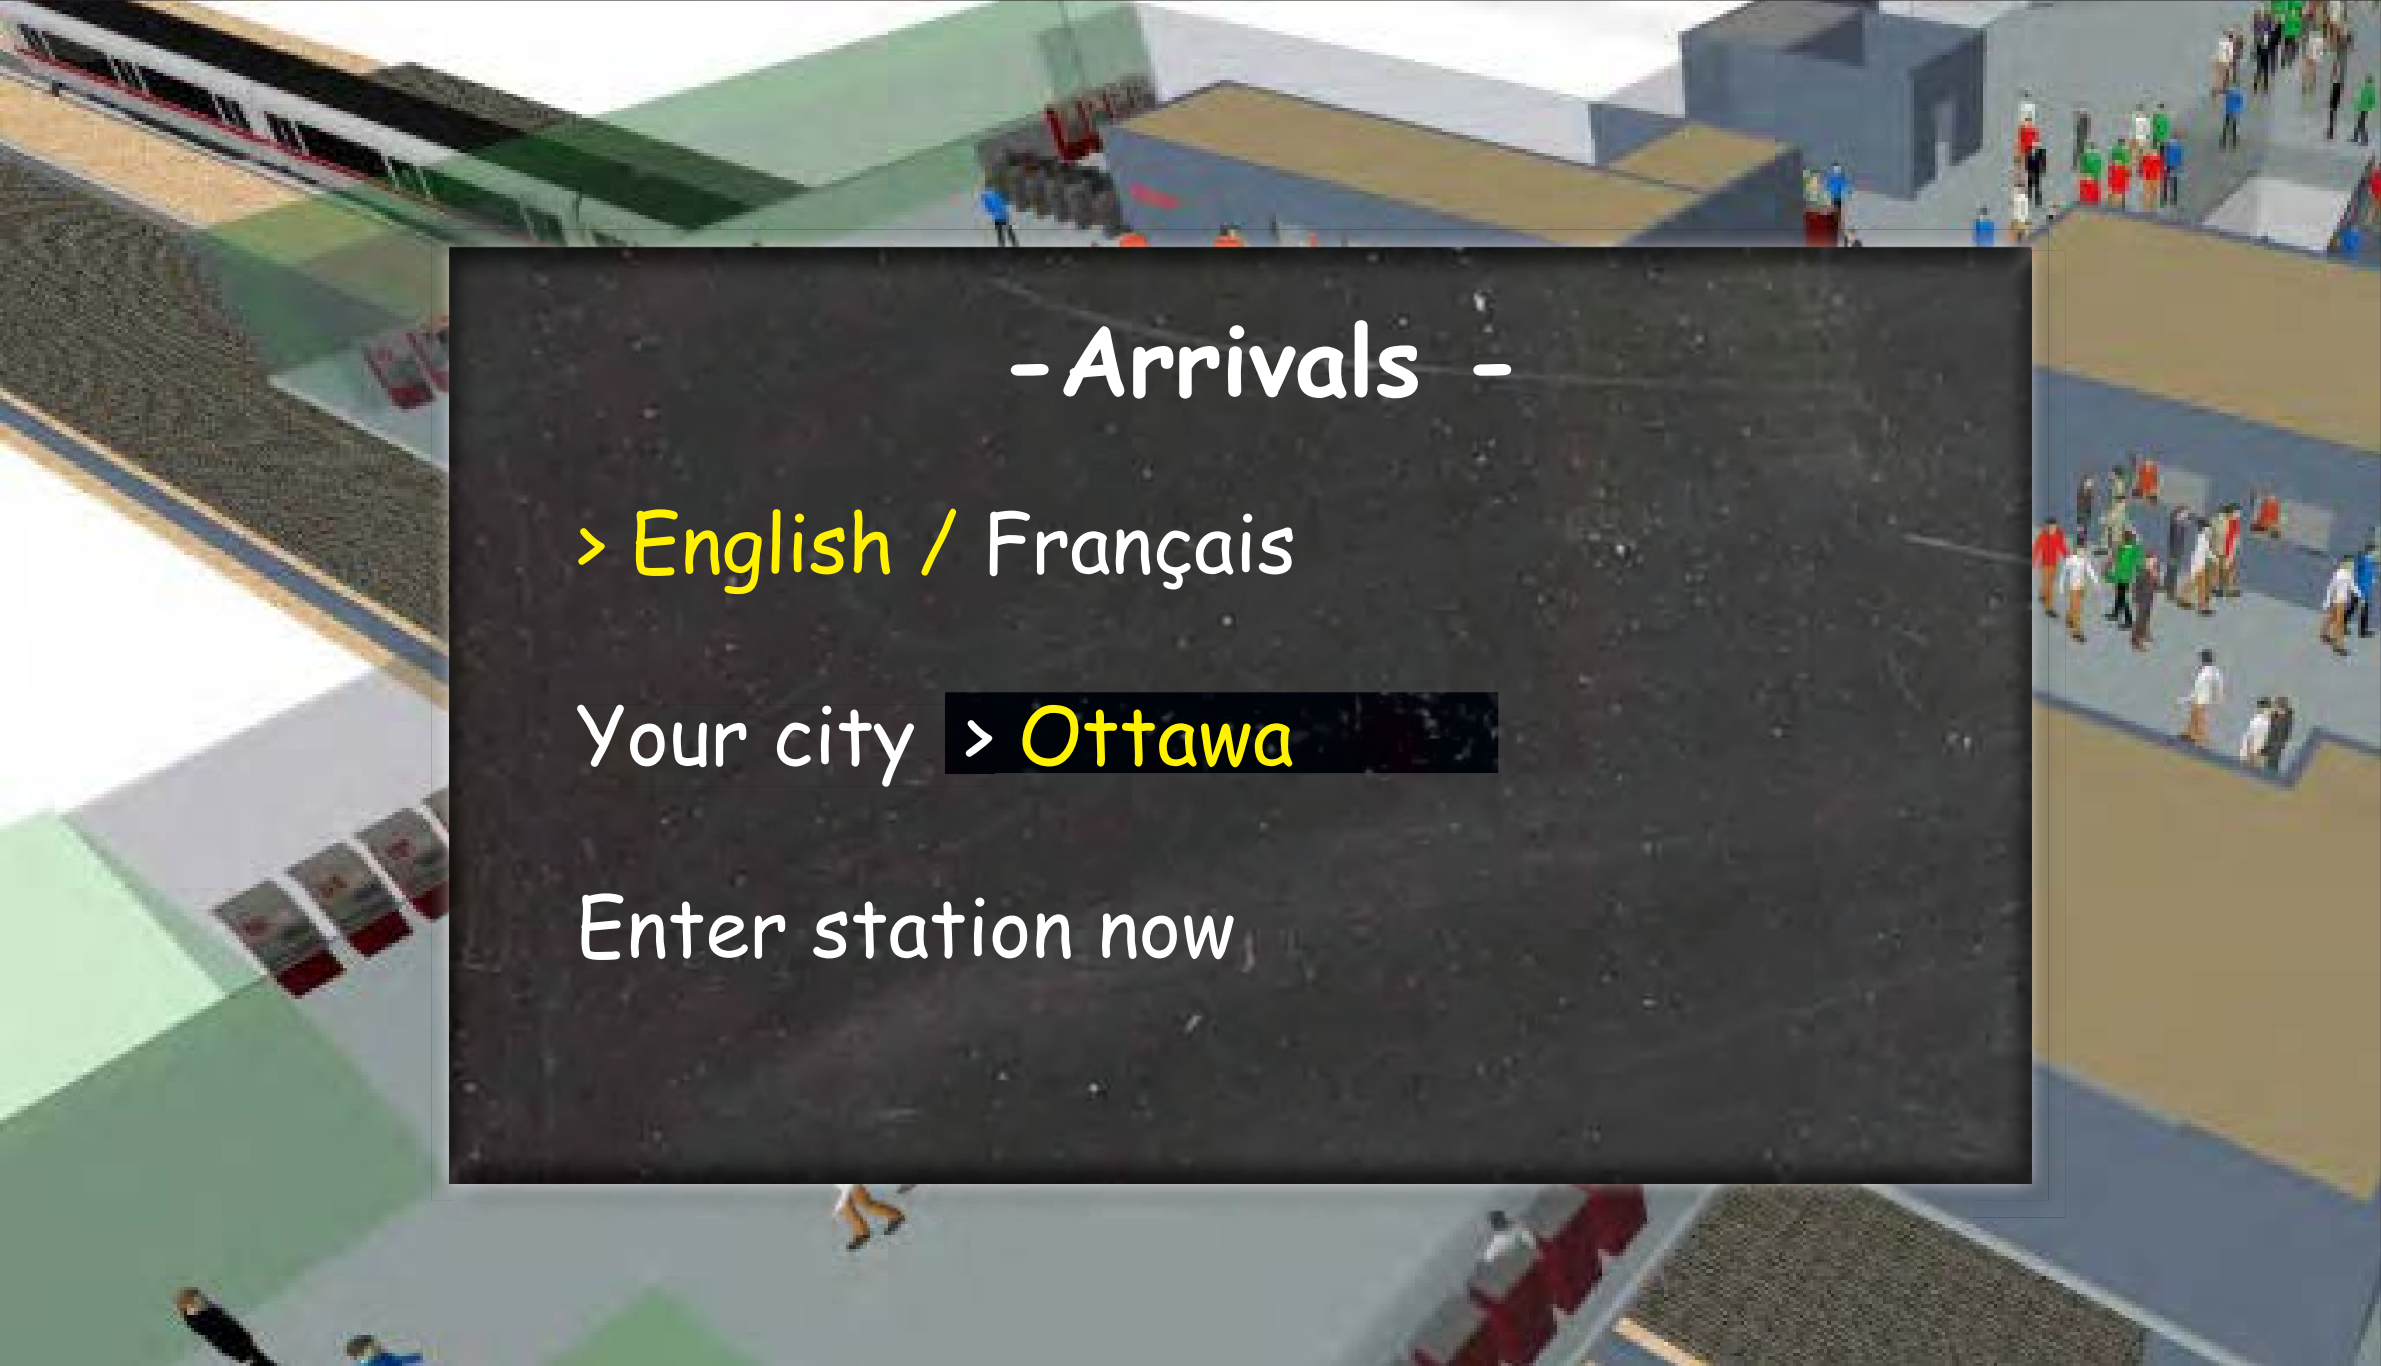 -Arrivals -
> English / Français
Your city > Ottawa
Enter station now